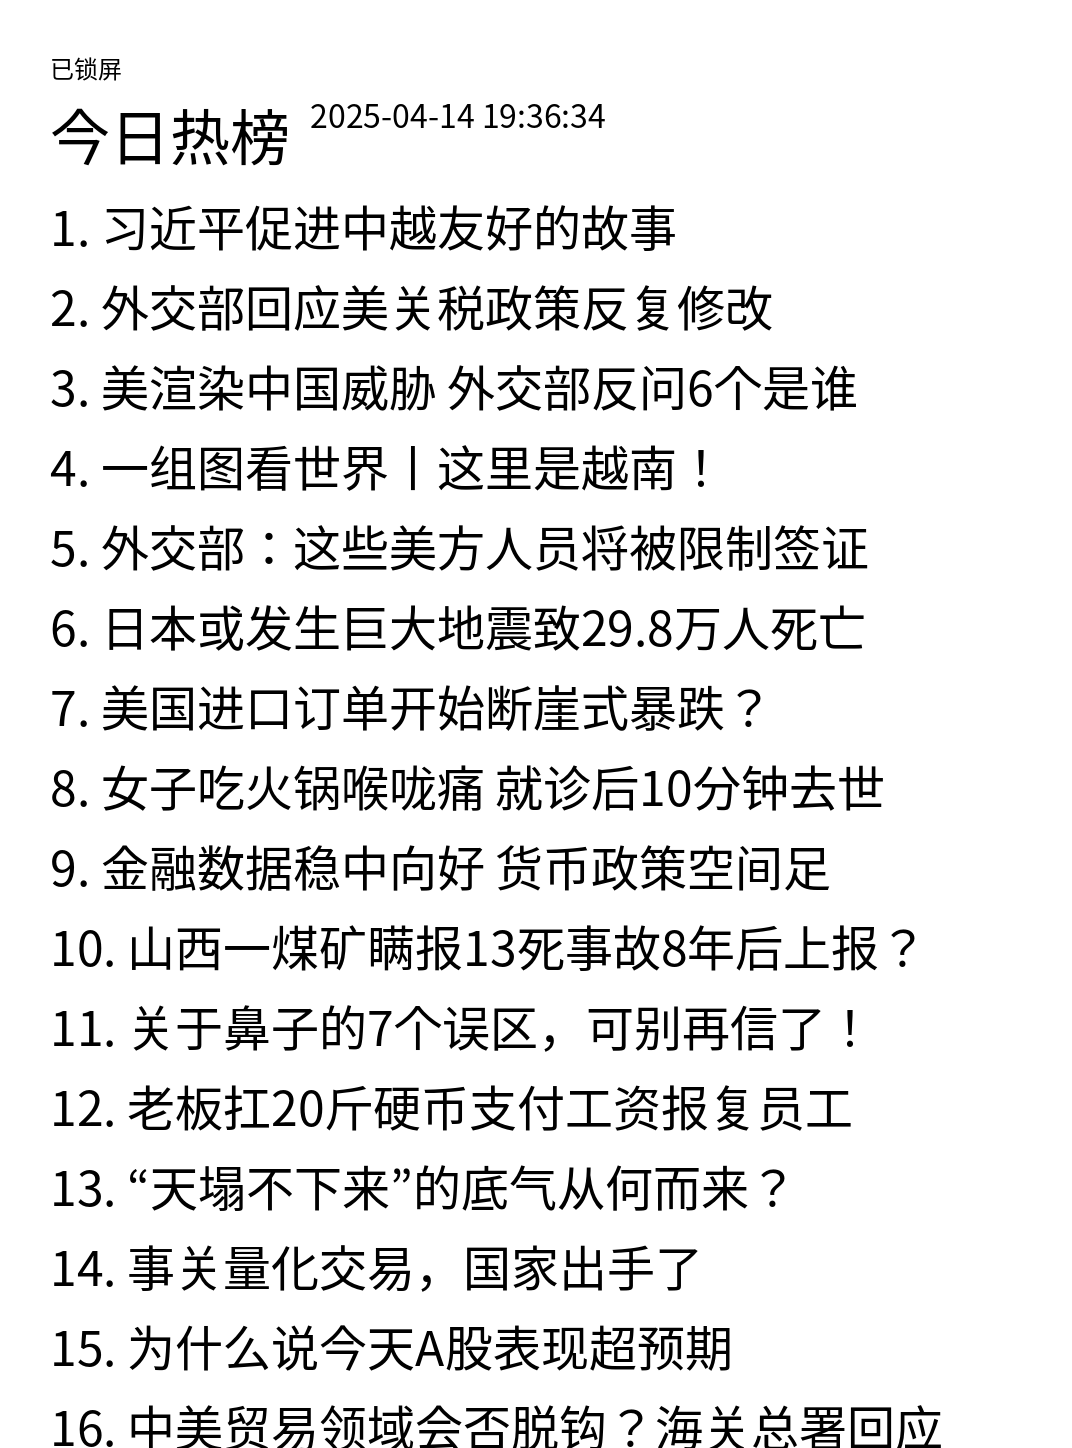 已锁屏
今日热榜 2025-04-14 19:36:34
1. 习近平促进中越友好的故事
2. 外交部回应美关税政策反复修改
3. 美渲染中国威胁 外交部反问6个是谁
4. 一组图看世界丨这里是越南！
5. 外交部：这些美方人员将被限制签证
6. 日本或发生巨大地震致29.8万人死亡
7. 美国进口订单开始断崖式暴跌？
8. 女子吃火锅喉咙痛 就诊后10分钟去世
9. 金融数据稳中向好 货币政策空间足
10. 山西一煤矿瞒报13死事故8年后上报？
11. 关于鼻子的7个误区，可别再信了！
12. 老板扛20斤硬币支付工资报复员工
13. “天塌不下来”的底气从何而来？
14. 事关量化交易，国家出手了
15. 为什么说今天A股表现超预期
16. 中美贸易领域会否脱钩？海关总署回应